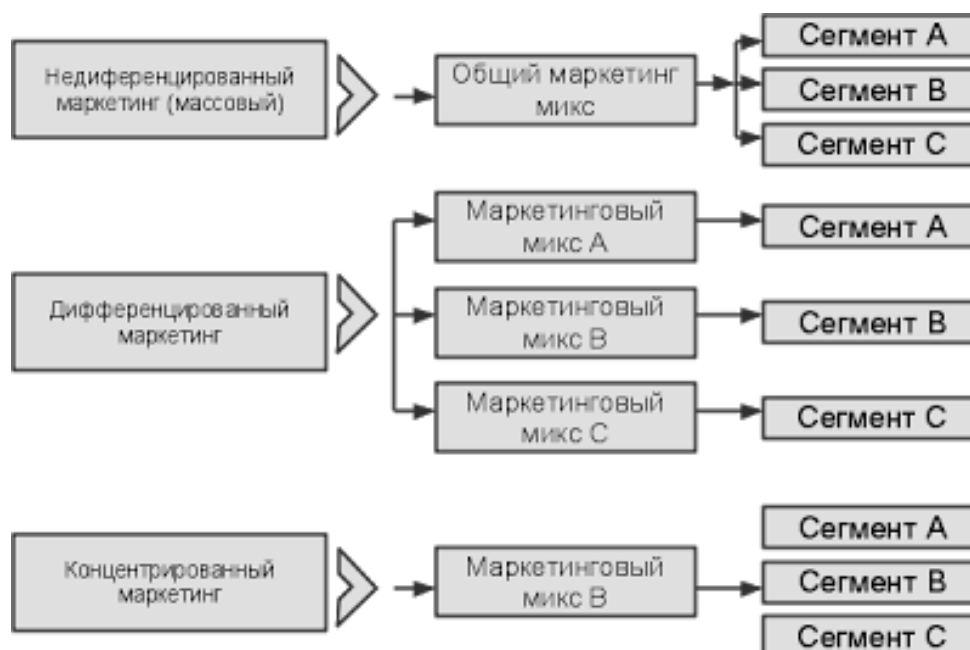 Недиференцированный
маркетинг (массовый)
Общий маркетинг
микс
Сегмент А
Сегмент В
Сегмент С
Дифференцированный
маркетинг
Маркетинговый
микс А
Сегмент А
Маркетинговый
микс В
Сегмент В
Маркетинговый
микс С
Сегмент С
Концентрированный
маркетинг
Маркетинговый
микс В
Сегмент А
Сегмент В
Сегмент С